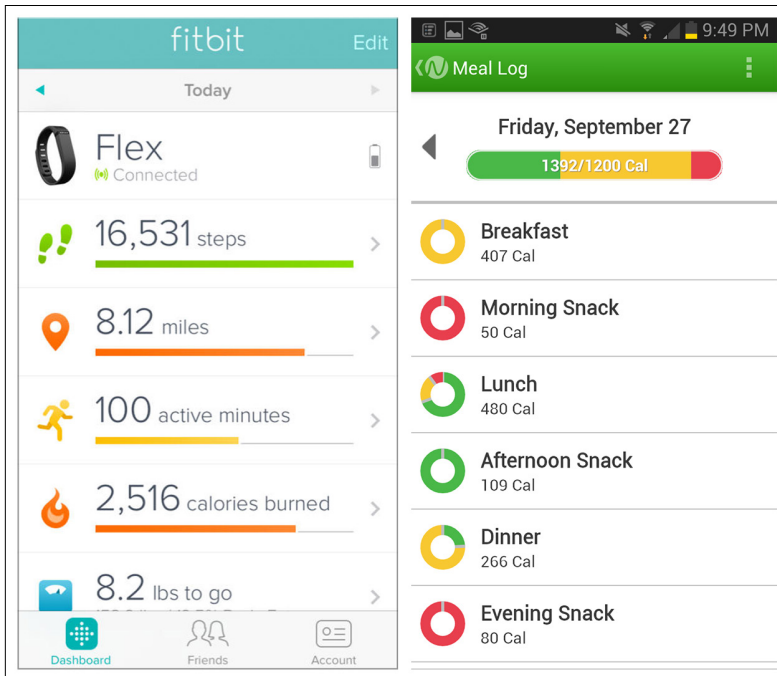 fitbit
Edit
Today
Flex
Connected
16,531 steps
8.12 miles
100 active minutes
2,516 calories burned
8.2 lbs to go
Dashboard
Friends
Account
9:49 PM
Meal Log
Friday, September 27
1392/1200 Cal
Breakfast
407 Cal
Morning Snack
50 Cal
Lunch
480 Cal
Afternoon Snack
109 Cal
Dinner
266 Cal
Evening Snack
80 Cal